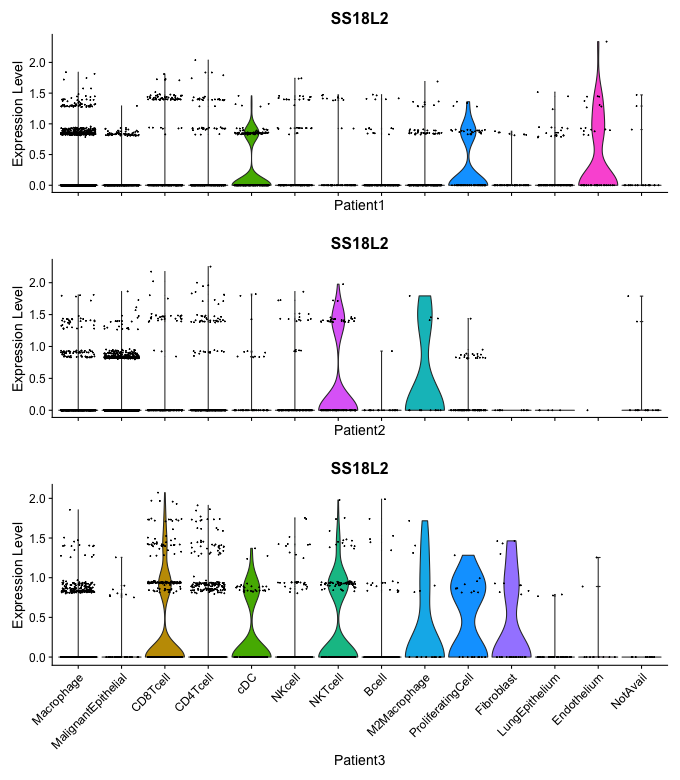 SS18L2
Expression Level
2.0
1.5
1.0
0.5
0.0
Patient1
SS18L2
Expression Level
2.0
1.5
1.0
0.5
0.0
Patient2
SS18L2
Expression Level
2.0
1.5
1.0
0.5
0.0
Macrophage
MalignantEpithelial
CD8Tcell
CD4Tcell
cDC
NKcell
NKTcell
Bcell
M2Macrophage
ProliferatingCell
Fibroblast
LungEpithelium
Endothelium
NotAvail
Patient3